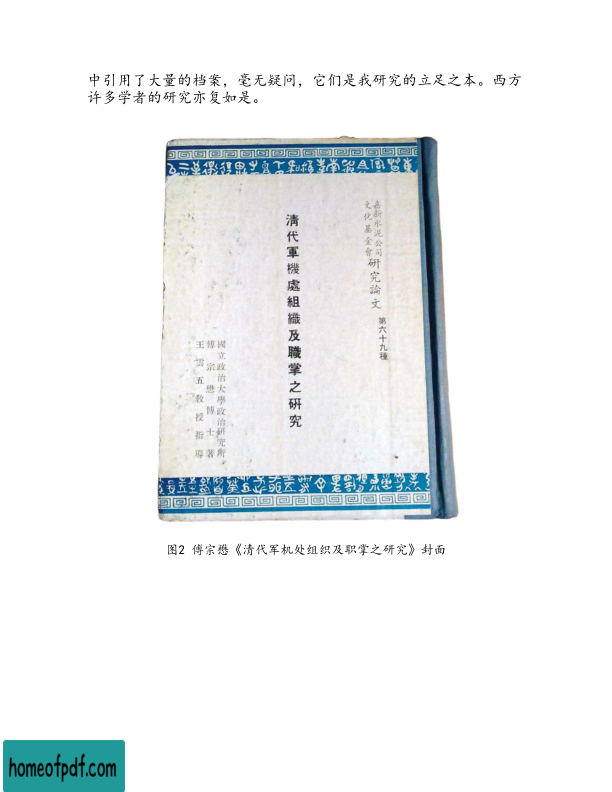 中引用了大量的档案，毫无疑问，它们是我研究的立足之本。西方
许多学者的研究亦复如是。
嘉新水泥公司
文化基金會
研究論文
第六十九種
清代軍機處組織及職掌之研究
國立政治大學政治研究所
傅宗懋博士著
王雲五教授指導
图2 傅宗懋《清代军机处组织及职掌之研究》封面
homeofpdf.com